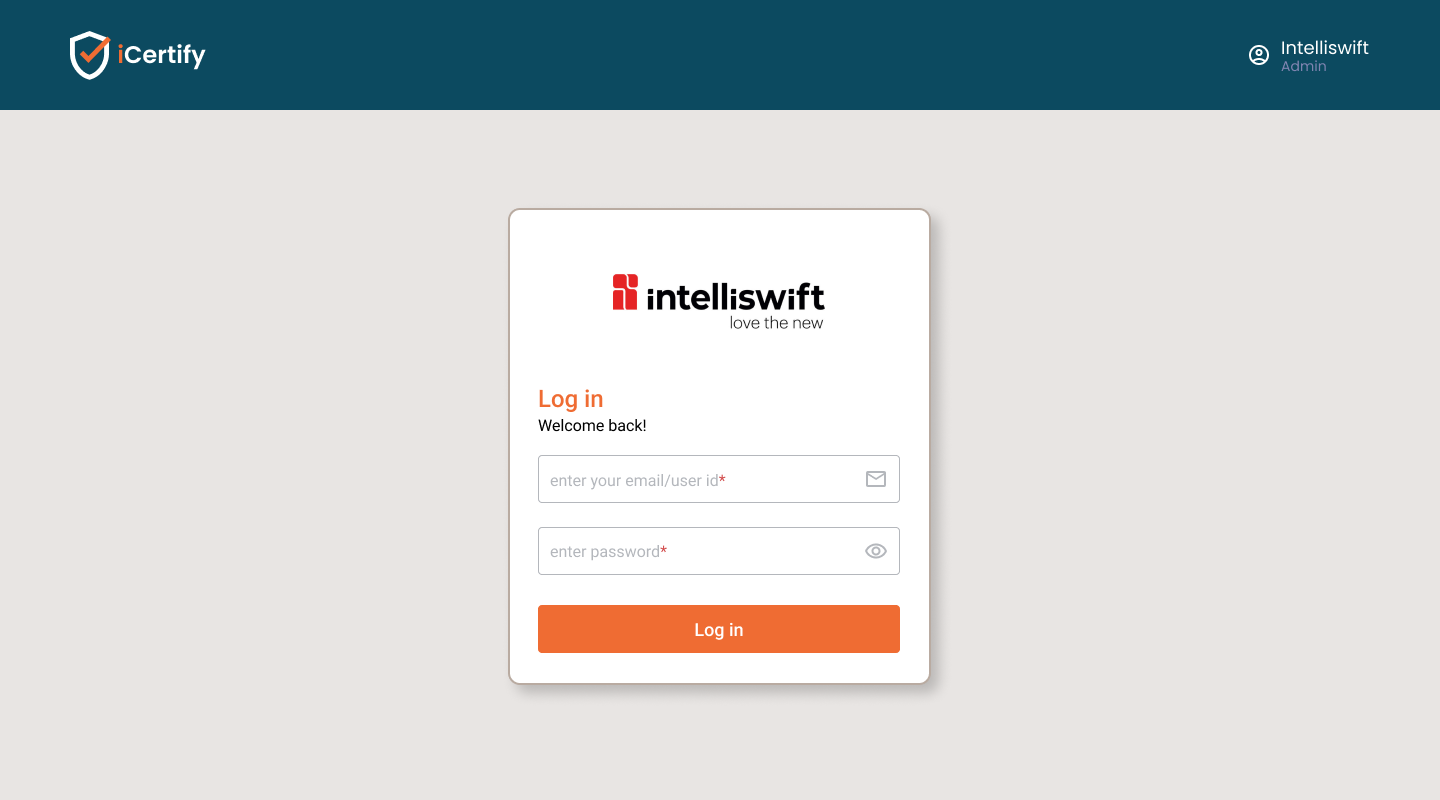 iCertify
Intelliswift
Admin
intelliswift
love the new
Log in
Welcome back!
enter your email/user id*
enter password*
Log in